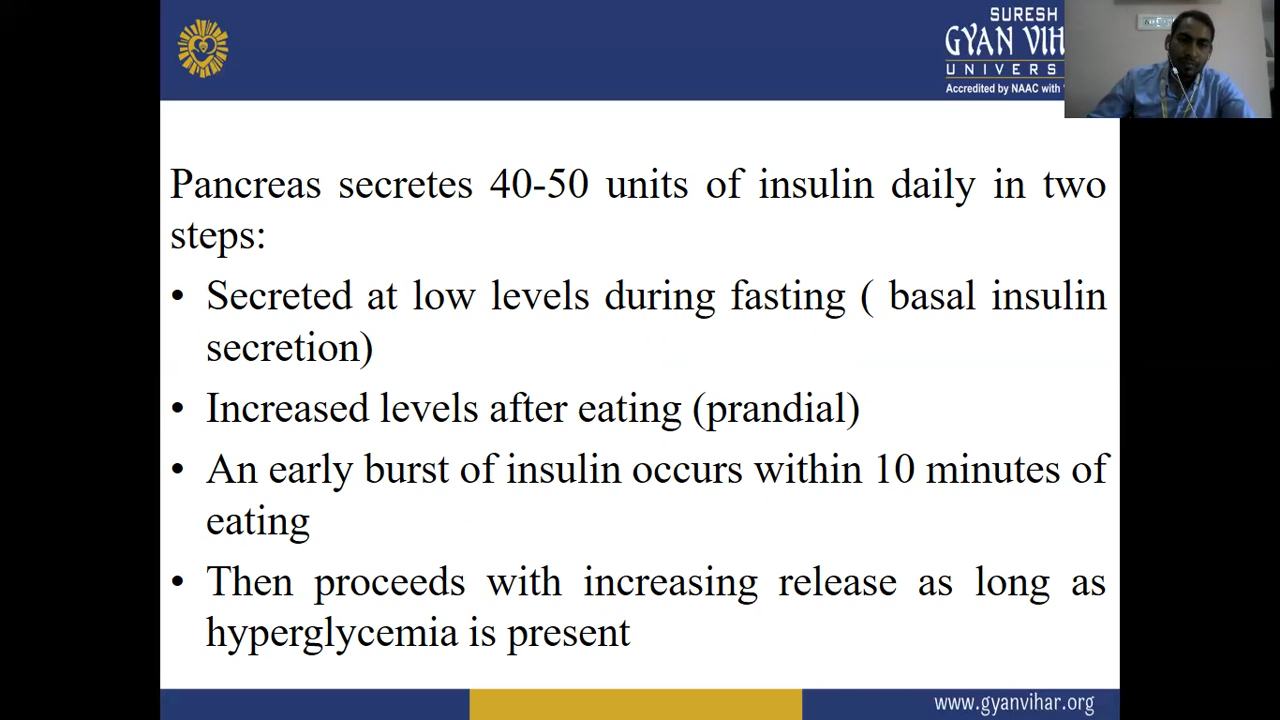 SURESH
GYAN VIH
UNIVERS
Accredited by NAAC with
Pancreas secretes 40-50 units of insulin daily in two
steps:
• Secreted at low levels during fasting ( basal insulin
secretion)
• Increased levels after eating (prandial)
• An early burst of insulin occurs within 10 minutes of
eating
• Then proceeds with increasing release as long as
hyperglycemia is present
www.gyanvihar.org